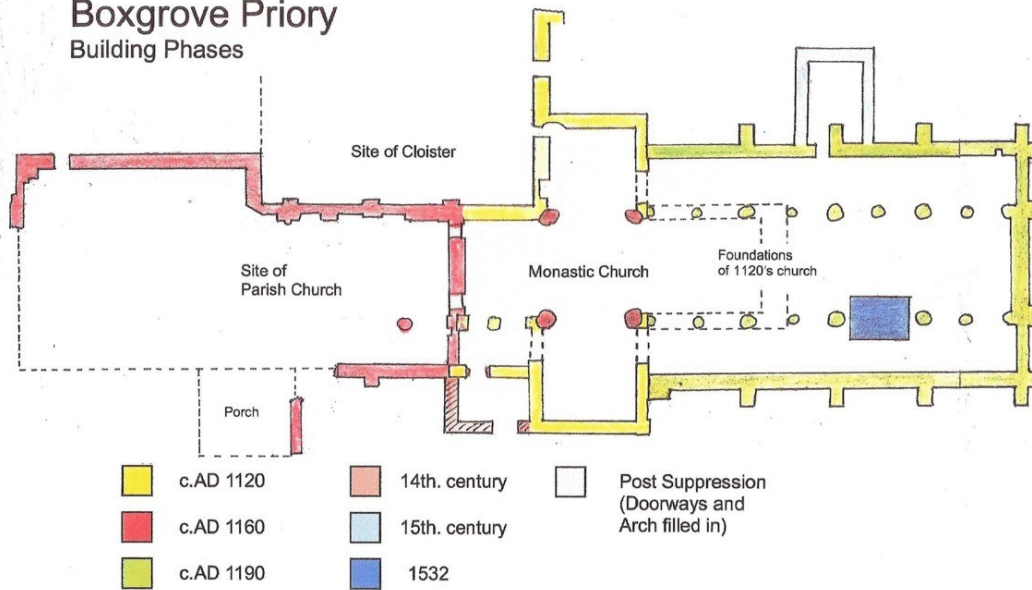 Boxgrove Priory
Building Phases
Site of Cloister
Site of
Parish Church
Monastic Church
Foundations
of 1120's church
Porch
c.AD 1120
c.AD 1160
c.AD 1190
14th. century
15th. century
1532
Post Suppression
(Doorways and
Arch filled in)